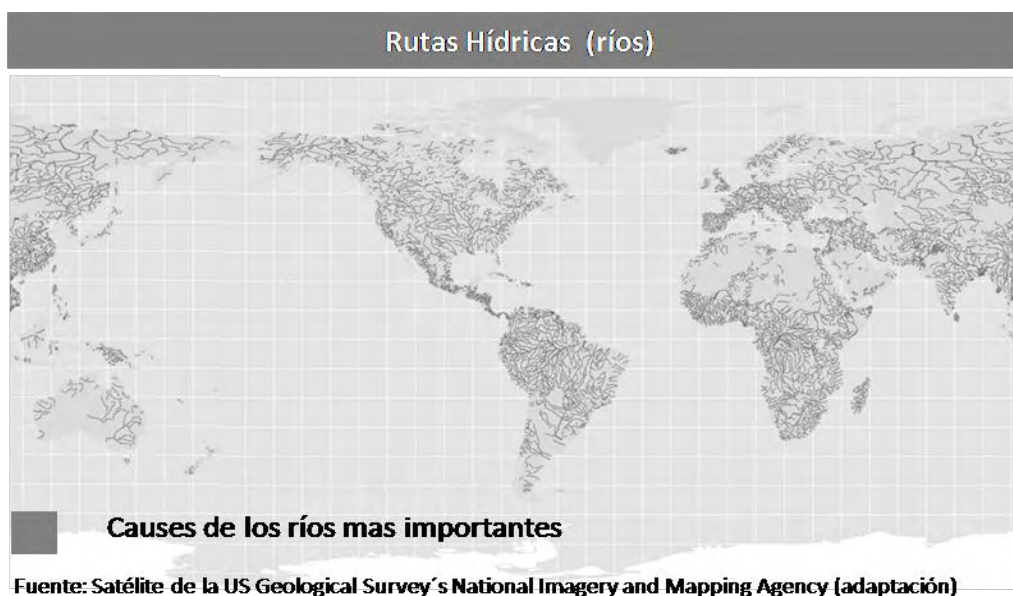 Rutas Hídricas (ríos)
Causes de los ríos mas importantes
Fuente: Satélite de la US Geological Survey´s National Imagery and Mapping Agency (adaptación)